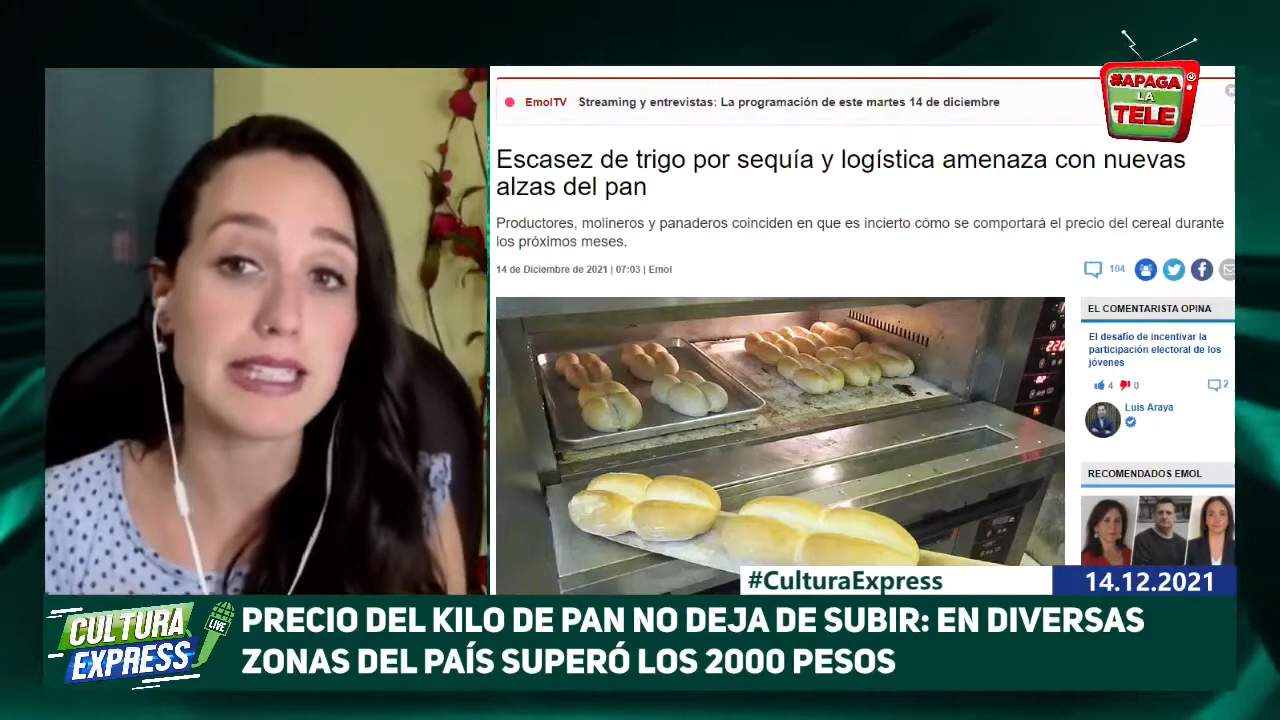 #APAGA
LA
TELE
EmolTV Streaming y entrevistas: La programación de este martes 14 de diciembre
Escasez de trigo por sequía y logística amenaza con nuevas
alzas del pan
Productores, molineros y panaderos coinciden en que es incierto cómo se comportará el precio del cereal durante
los próximos meses.
14 de Diciembre de 2021 | 07:03 | Emol
104
EL COMENTARISTA OPINA
El desafío de incentivar la
participación electoral de los
jóvenes
4 0 2
Luis Araya
RECOMENDADOS EMOL
220
#CulturaExpress
14.12.2021
CULTURA
EXPRESS
LIVE
PRECIO DEL KILO DE PAN NO DEJA DE SUBIR: EN DIVERSAS
ZONAS DEL PAÍS SUPERÓ LOS 2000 PESOS